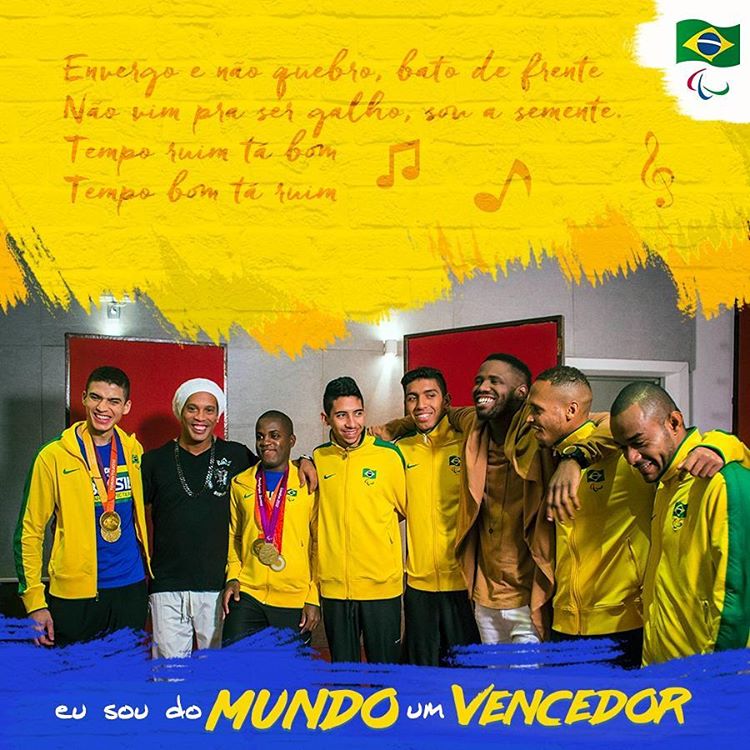 Envergo e não quebro, bato de frente
Não vim pra ser galho, sou a semente.
Tempo ruim tá bom
Tempo bom tá ruim
BRASIL
eu sou do MUNDO um VENCEDOR